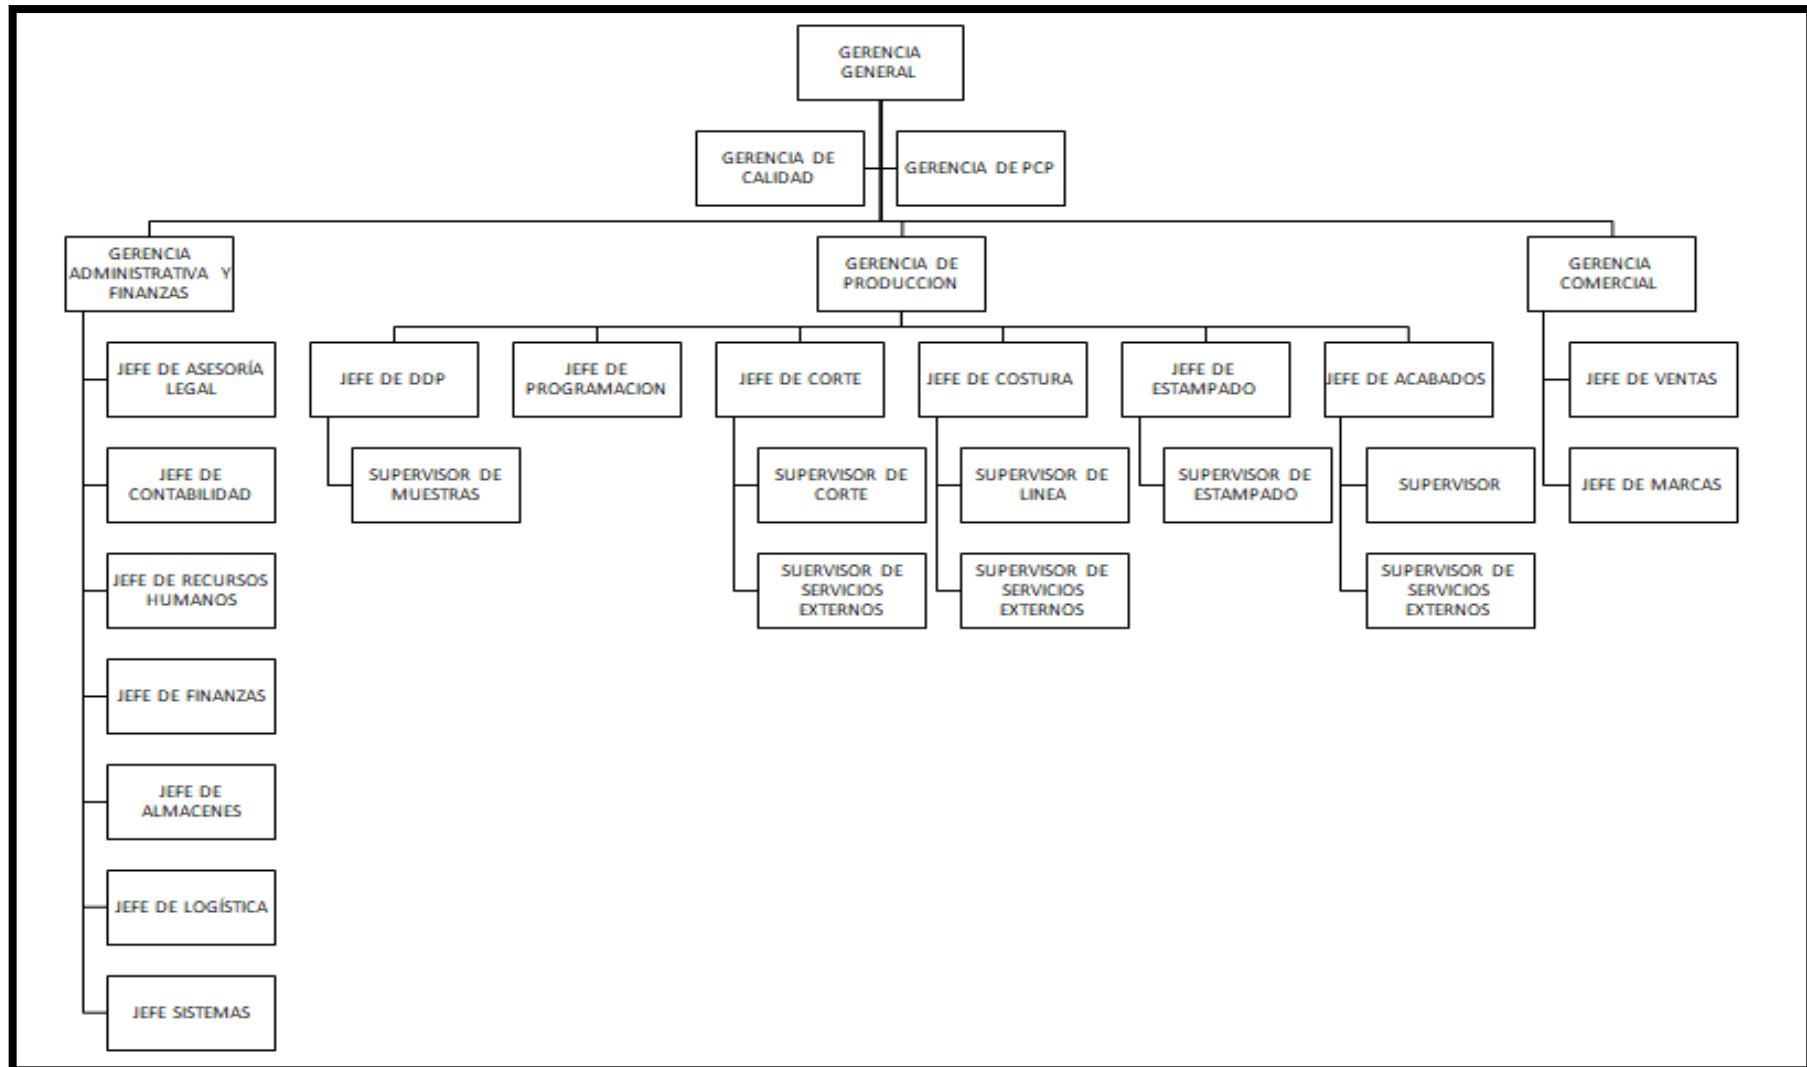 GERENCIA
GENERAL
GERENCIA DE
CALIDAD
GERENCIA DE PCP
GERENCIA
ADMINISTRATIVA Y
FINANZAS
GERENCIA DE
PRODUCCION
GERENCIA
COMERCIAL
JEFE DE ASESORÍA
LEGAL
JEFE DE
CONTABILIDAD
JEFE DE RECURSOS
HUMANOS
JEFE DE FINANZAS
JEFE DE
ALMACENES
JEFE DE LOGÍSTICA
JEFE SISTEMAS
JEFE DE DDP
SUPERVISOR DE
MUESTRAS
JEFE DE
PROGRAMACION
JEFE DE CORTE
SUPERVISOR DE
CORTE
SUERVISOR DE
SERVICIOS
EXTERNOS
JEFE DE COSTURA
SUPERVISOR DE
LINEA
SUPERVISOR DE
SERVICIOS
EXTERNOS
JEFE DE
ESTAMPADO
SUPERVISOR DE
ESTAMPADO
JEFE DE ACABADOS
SUPERVISOR
SUPERVISOR DE
SERVICIOS
EXTERNOS
JEFE DE VENTAS
JEFE DE MARCAS